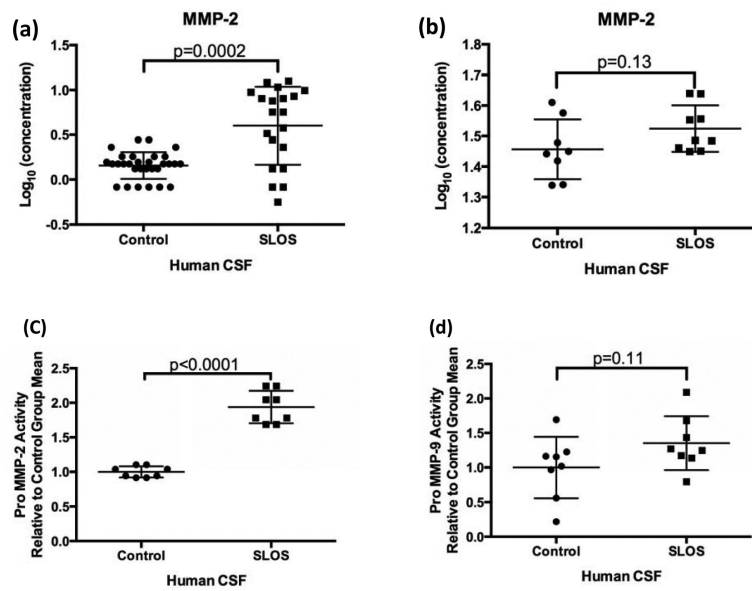 (a)
MMP-2
p=0.0002
Log10 (concentration)
1.5
1.0
0.5
0.0
-0.5
Control
SLOS
Human CSF
(b)
MMP-2
p=0.13
Log10 (concentration)
1.8
1.7
1.6
1.5
1.4
1.3
1.2
Control
SLOS
Human CSF
(C)
p<0.0001
Pro MMP-2 Activity
Relative to Control Group Mean
2.5
2.0
1.5
1.0
0.5
0.0
Control
SLOS
Human CSF
(d)
p=0.11
Pro MMP-9 Activity
Relative to Control Group Mean
2.5
2.0
1.5
1.0
0.5
0.0
Control
SLOS
Human CSF